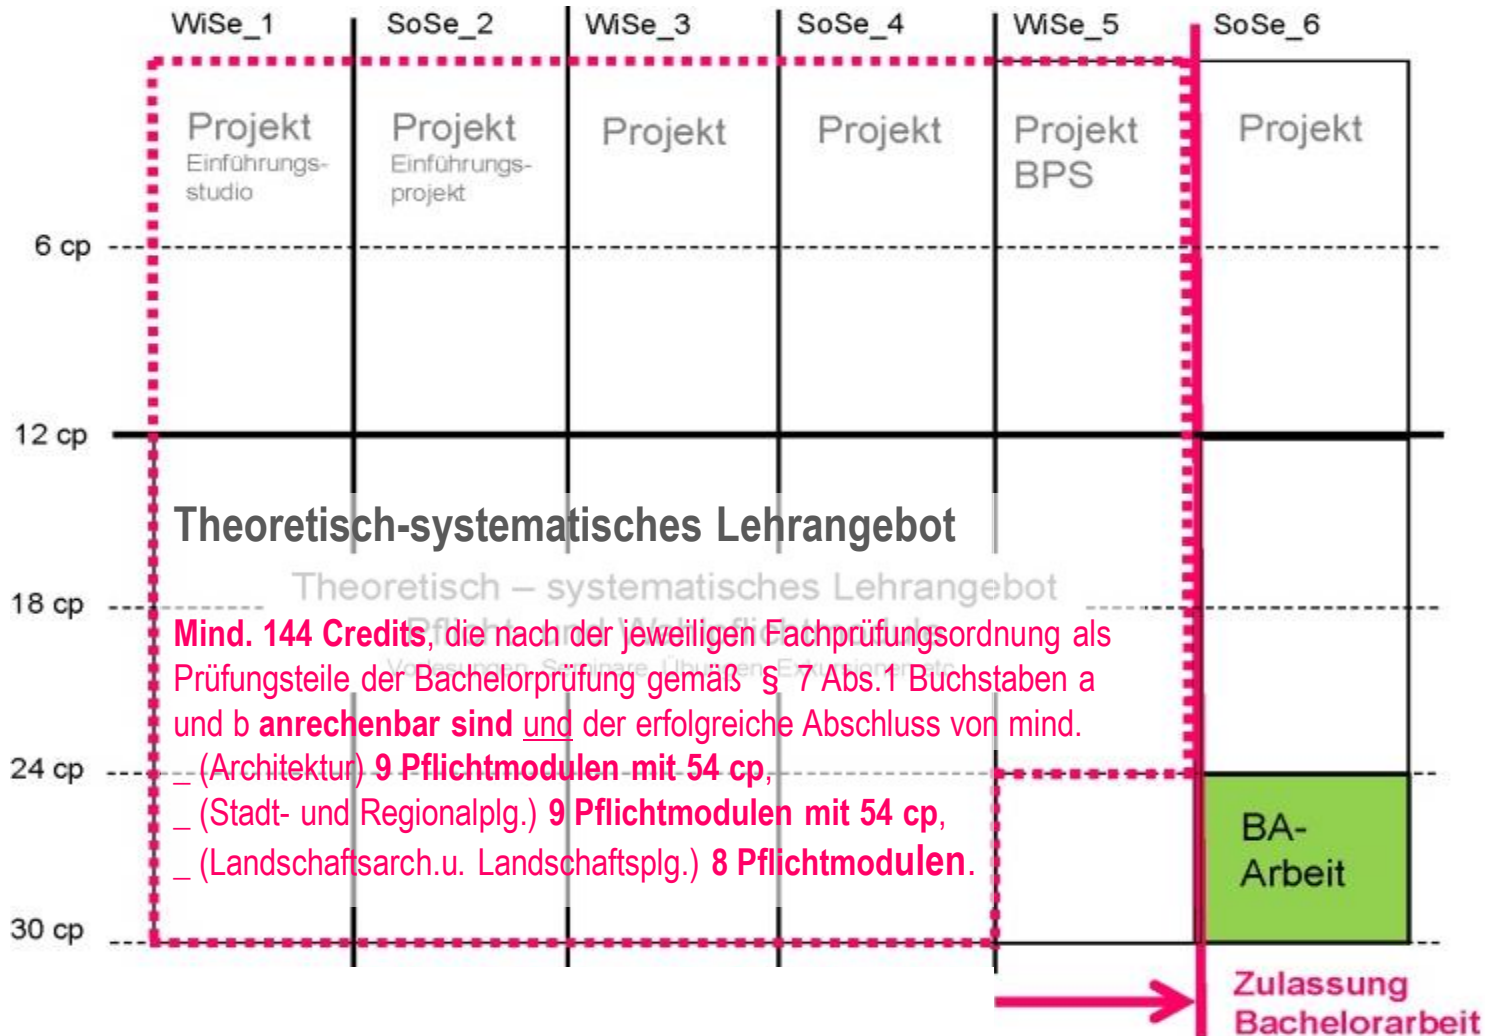 WiSe_1
SoSe_2
WiSe_3
SoSe_4
WiSe_5
SoSe_6
Projekt
Einführungs-
studio
Projekt
Einführungs-
projekt
Projekt
Projekt
Projekt
BPS
Projekt
6 cp
12 cp
Theoretisch-systematisches Lehrangebot
Theoretisch – systematisches Lehrangebot
18 cp
Mind. 144 Credits, die nach der jeweiligen Fachprüfungsordnung als
Prüfungsteile der Bachelorprüfung gemäß § 7 Abs.1 Buchstaben a
und b anrechenbar sind und der erfolgreiche Abschluss von mind.
24 cp
_ (Architektur) 9 Pflichtmodulen mit 54 cp,
_ (Stadt- und Regionalplg.) 9 Pflichtmodulen mit 54 cp,
_ (Landschaftsarch.u. Landschaftsplg.) 8 Pflichtmodulen.
BA-
Arbeit
30 cp
Zulassung
Bachelorarbeit